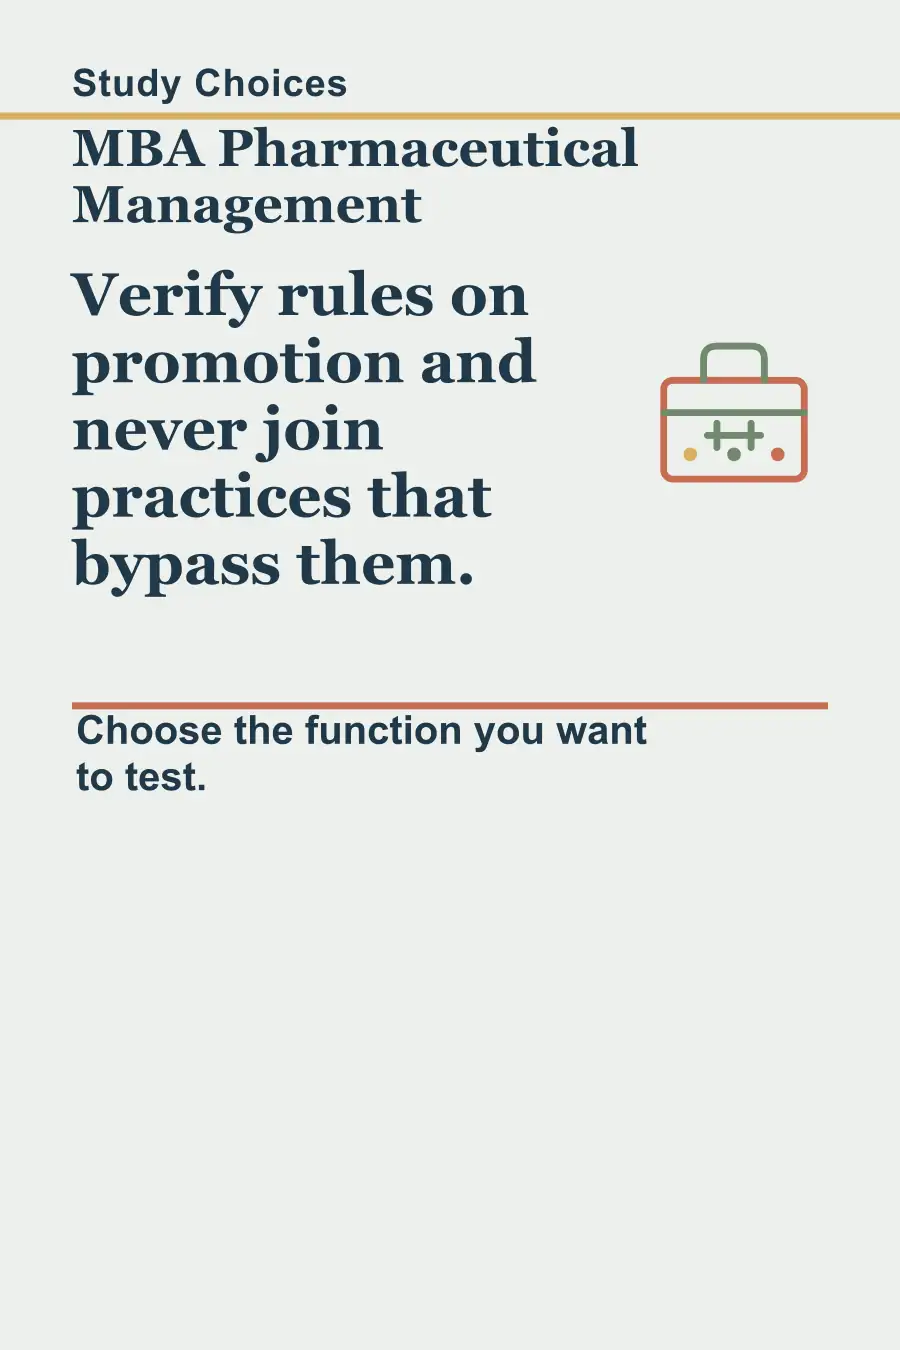 Study Choices
MBA Pharmaceutical
Management
Verify rules on
promotion and
never join
practices that
bypass them.
Choose the function you want
to test.